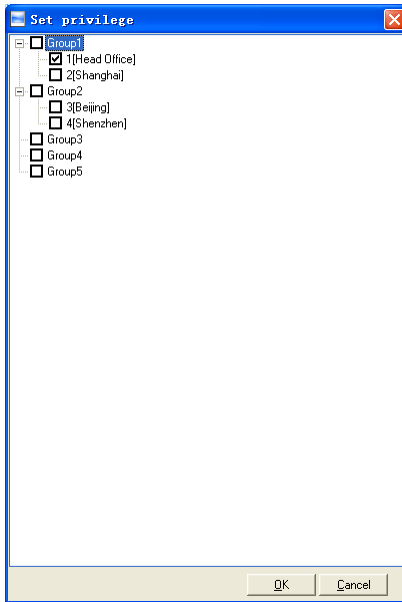 Set privilege
Group1
1[Head Office]
2[Shanghai]
Group2
3[Beijing]
4[Shenzhen]
Group3
Group4
Group5
OK Cancel